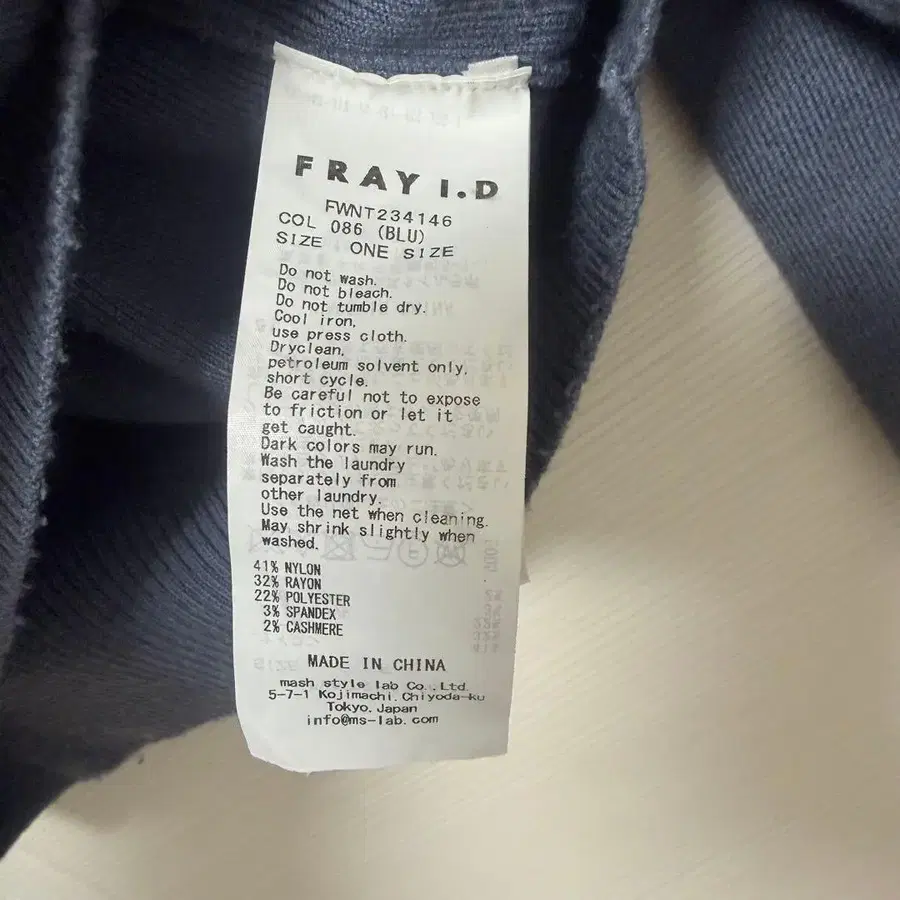 FRAY I.D
FWNT234146
COL 086 (BLU)
SIZE ONE SIZE
Do not wash.
Do not bleach.
Do not tumble dry.
Cool iron,
use press cloth.
Dryclean,
petroleum solvent only,
short cycle.
Be careful not to expose
to friction or let it
get caught.
Dark colors may run.
Wash the laundry
separately from
other laundry.
Use the net when cleaning.
May shrink slightly when
washed.
41% NYLON
32% RAYON
22% POLYESTER
3% SPANDEX
2% CASHMERE
MADE IN CHINA
mash style lab Co.,Ltd.
5-7-1 Kojimachi, Chiyoda-ku
Tokyo, Japan
info@ms-lab.com